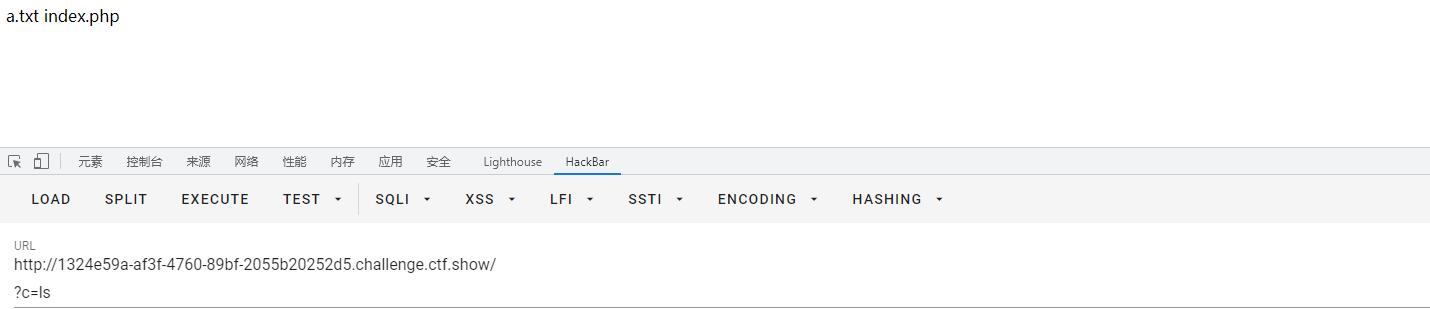 a.txt index.php
元素 控制台 来源 网络 性能 内存 应用 安全 Lighthouse HackBar
LOAD SPLIT EXECUTE TEST SQLI XSS LFI SSTI ENCODING HASHING
URL
http://1324e59a-af3f-4760-89bf-2055b20252d5.challenge.ctf.show/
?c=ls